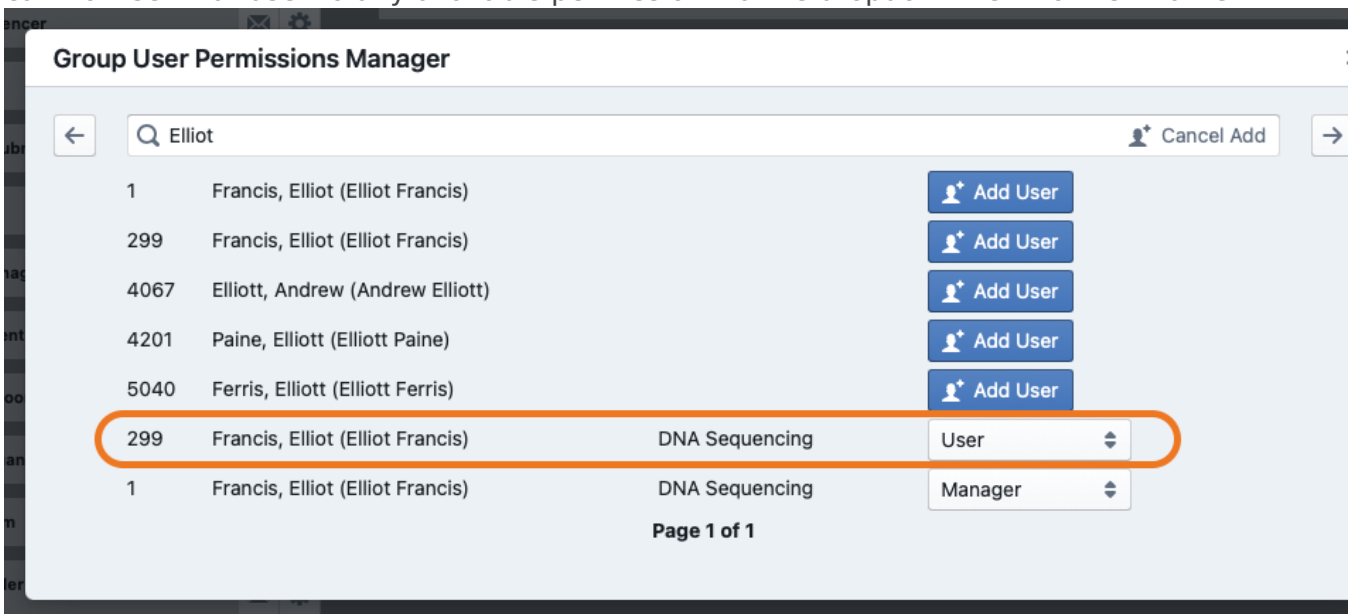 Group User Permissions Manager
Elliot Cancel Add
1 Francis, Elliot (Elliot Francis) Add User
299 Francis, Elliot (Elliot Francis) Add User
4067 Elliott, Andrew (Andrew Elliott) Add User
4201 Paine, Elliott (Elliott Paine) Add User
5040 Ferris, Elliott (Elliott Ferris) Add User
299 Francis, Elliot (Elliot Francis) DNA Sequencing User
1 Francis, Elliot (Elliot Francis) DNA Sequencing Manager
Page 1 of 1